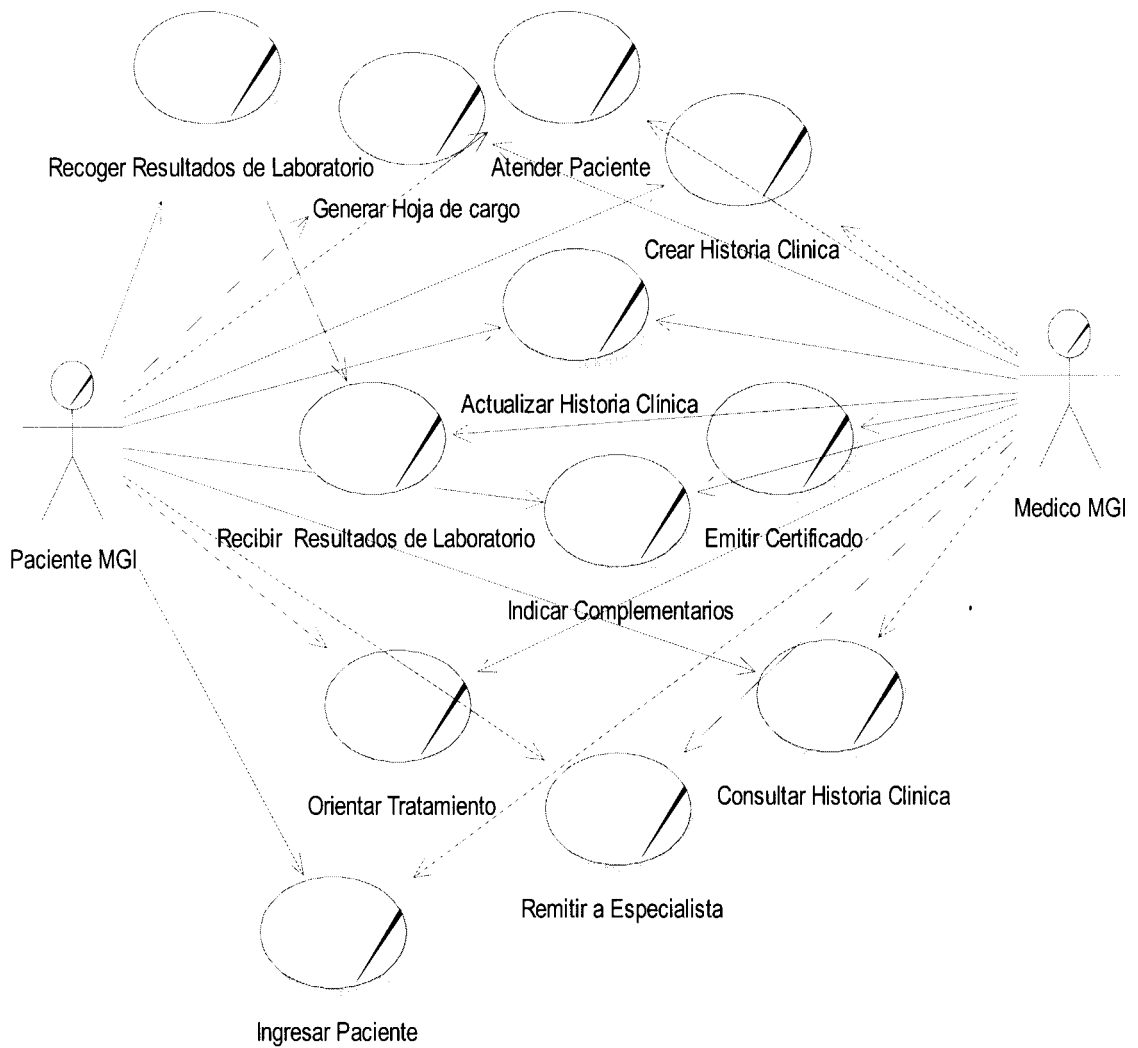 Recoger Resultados de Laboratorio
Atender Paciente
Generar Hoja de cargo
Crear Historia Clinica
Actualizar Historia Clínica
Medico MGI
Recibir Resultados de Laboratorio
Emitir Certificado
Paciente MGI
Indicar Complementarios
Orientar Tratamiento
Consultar Historia Clinica
Remitir a Especialista
Ingresar Paciente